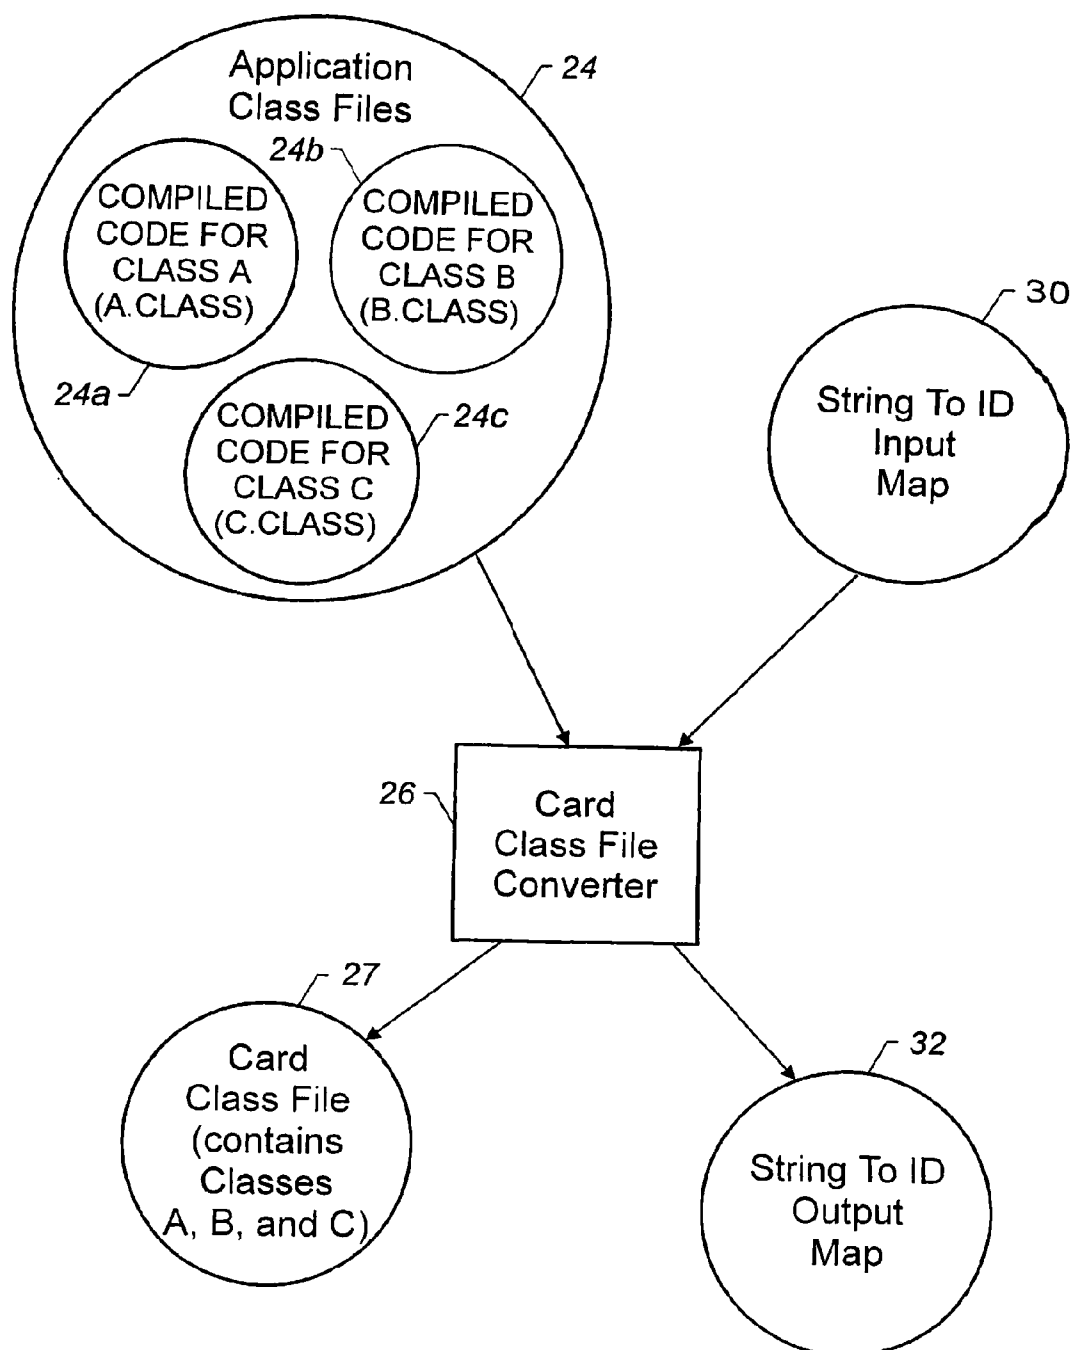 Application
Class Files
24
24b
COMPILED
CODE FOR
CLASS A
(A.CLASS)
COMPILED
CODE FOR
CLASS B
(B.CLASS)
24a
COMPILED
CODE FOR
CLASS C
(C.CLASS)
24c
30
String To ID
Input
Map
26
Card
Class File
Converter
27
Card
Class File
(contains
Classes
A, B, and C)
32
String To ID
Output
Map